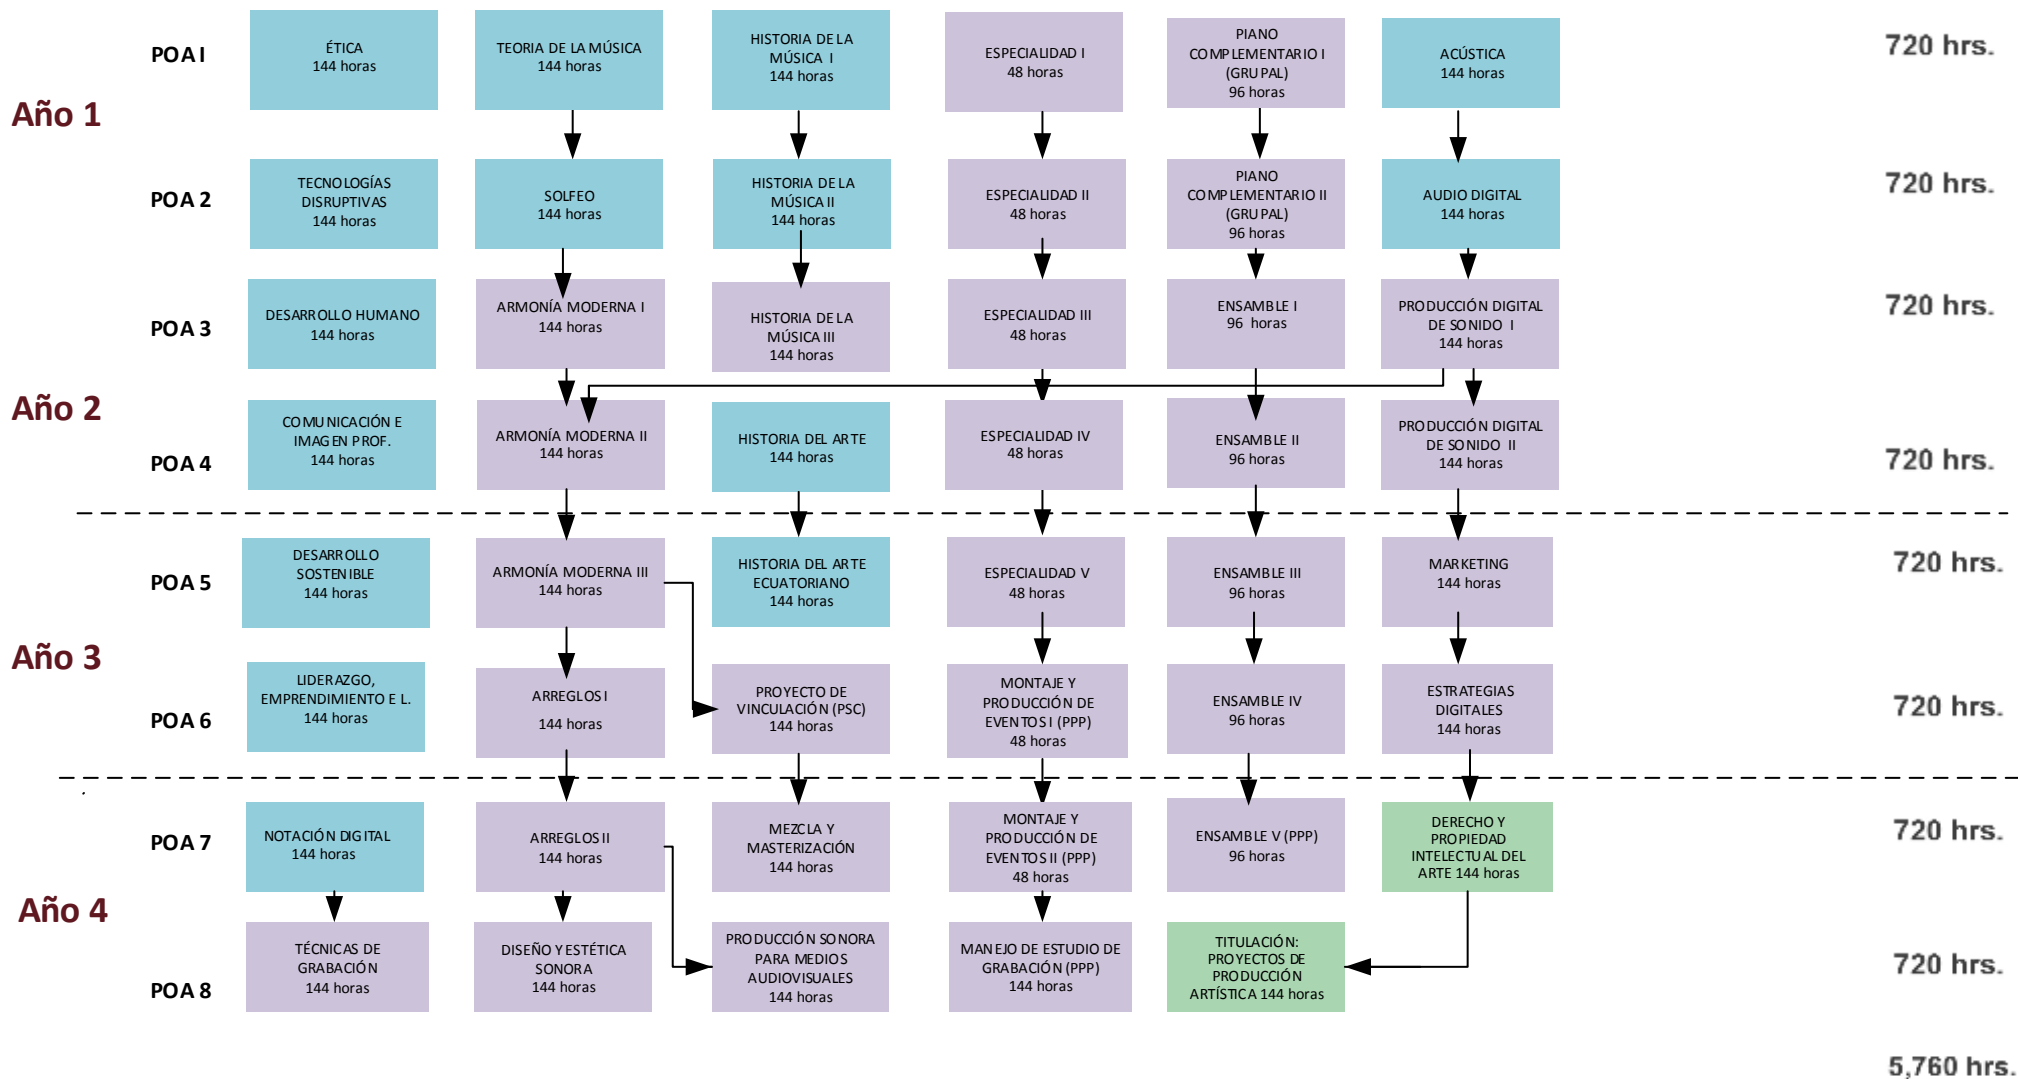 POA I
ÉTICA
144 horas
TEORIA DE LA MÚSICA
144 horas
HISTORIA DE LA
MÚSICA I
144 horas
ESPECIALIDAD I
48 horas
PIANO
COMPLEMENTARIO I
(GRUPAL)
96 horas
ACÚSTICA
144 horas
720 hrs.
Año 1
POA 2
TECNOLOGÍAS
DISRUPTIVAS
144 horas
SOLFEO
144 horas
HISTORIA DE LA
MÚSICA II
144 horas
ESPECIALIDAD II
48 horas
PIANO
COMPLEMENTARIO II
(GRUPAL)
96 horas
AUDIO DIGITAL
144 horas
720 hrs.
POA 3
DESARROLLO HUMANO
144 horas
ARMONÍA MODERNA I
144 horas
HISTORIA DE LA
MÚSICA III
144 horas
ESPECIALIDAD III
48 horas
ENSAMBLE I
96 horas
PRODUCCIÓN DIGITAL
DE SONIDO I
144 horas
720 hrs.
Año 2
POA 4
COMUNICACIÓN E
IMAGEN PROF.
144 horas
ARMONÍA MODERNA II
144 horas
HISTORIA DEL ARTE
144 horas
ESPECIALIDAD IV
48 horas
ENSAMBLE II
96 horas
PRODUCCIÓN DIGITAL
DE SONIDO II
144 horas
720 hrs.
POA 5
DESARROLLO
SOSTENIBLE
144 horas
ARMONÍA MODERNA III
144 horas
HISTORIA DEL ARTE
ECUATORIANO
144 horas
ESPECIALIDAD V
48 horas
ENSAMBLE III
96 horas
MARKETING
144 horas
720 hrs.
Año 3
POA 6
LIDERAZGO,
EMPRENDIMIENTO E L.
144 horas
ARREGLOS I
144 horas
PROYECTO DE
VINCULACIÓN (PSC)
144 horas
MONTAJE Y
PRODUCCIÓN DE
EVENTOS I (PPP)
48 horas
ENSAMBLE IV
96 horas
ESTRATEGIAS
DIGITALES
144 horas
720 hrs.
POA 7
NOTACIÓN DIGITAL
144 horas
ARREGLOS II
144 horas
MEZCLA Y
MASTERIZACIÓN
144 horas
MONTAJE Y
PRODUCCIÓN DE
EVENTOS II (PPP)
48 horas
ENSAMBLE V (PPP)
96 horas
DERECHO Y
PROPIEDAD
INTELECTUAL DEL
ARTE 144 horas
720 hrs.
Año 4
POA 8
TÉCNICAS DE
GRABACIÓN
144 horas
DISEÑO Y ESTÉTICA
SONORA
144 horas
PRODUCCIÓN SONORA
PARA MEDIOS
AUDIOVISUALES
144 horas
MANEJO DE ESTUDIO DE
GRABACIÓN (PPP)
144 horas
TITULACIÓN:
PROYECTOS DE
PRODUCCIÓN
ARTÍSTICA 144 horas
720 hrs.
5,760 hrs.